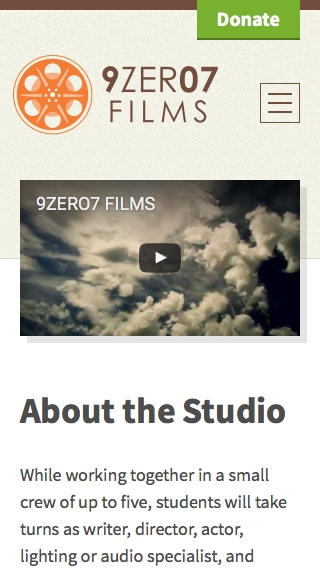 Donate
9ZERO7
FILMS
9ZERO7 FILMS
About the Studio
While working together in a small
crew of up to five, students will take
turns as writer, director, actor,
lighting or audio specialist, and